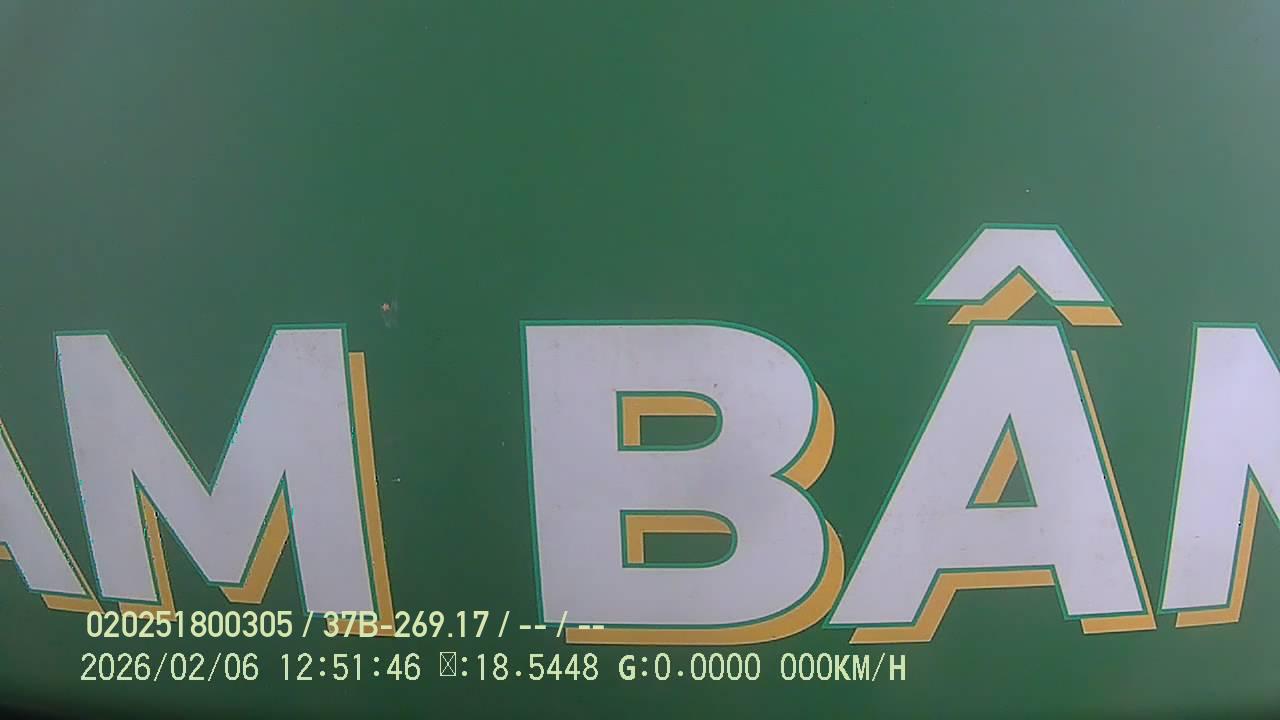 AM BÂN
020251800305 / 37B-269.17 / -- / --
2026/02/06 12:51:46 :18.5448 G:0.0000 000KM/H